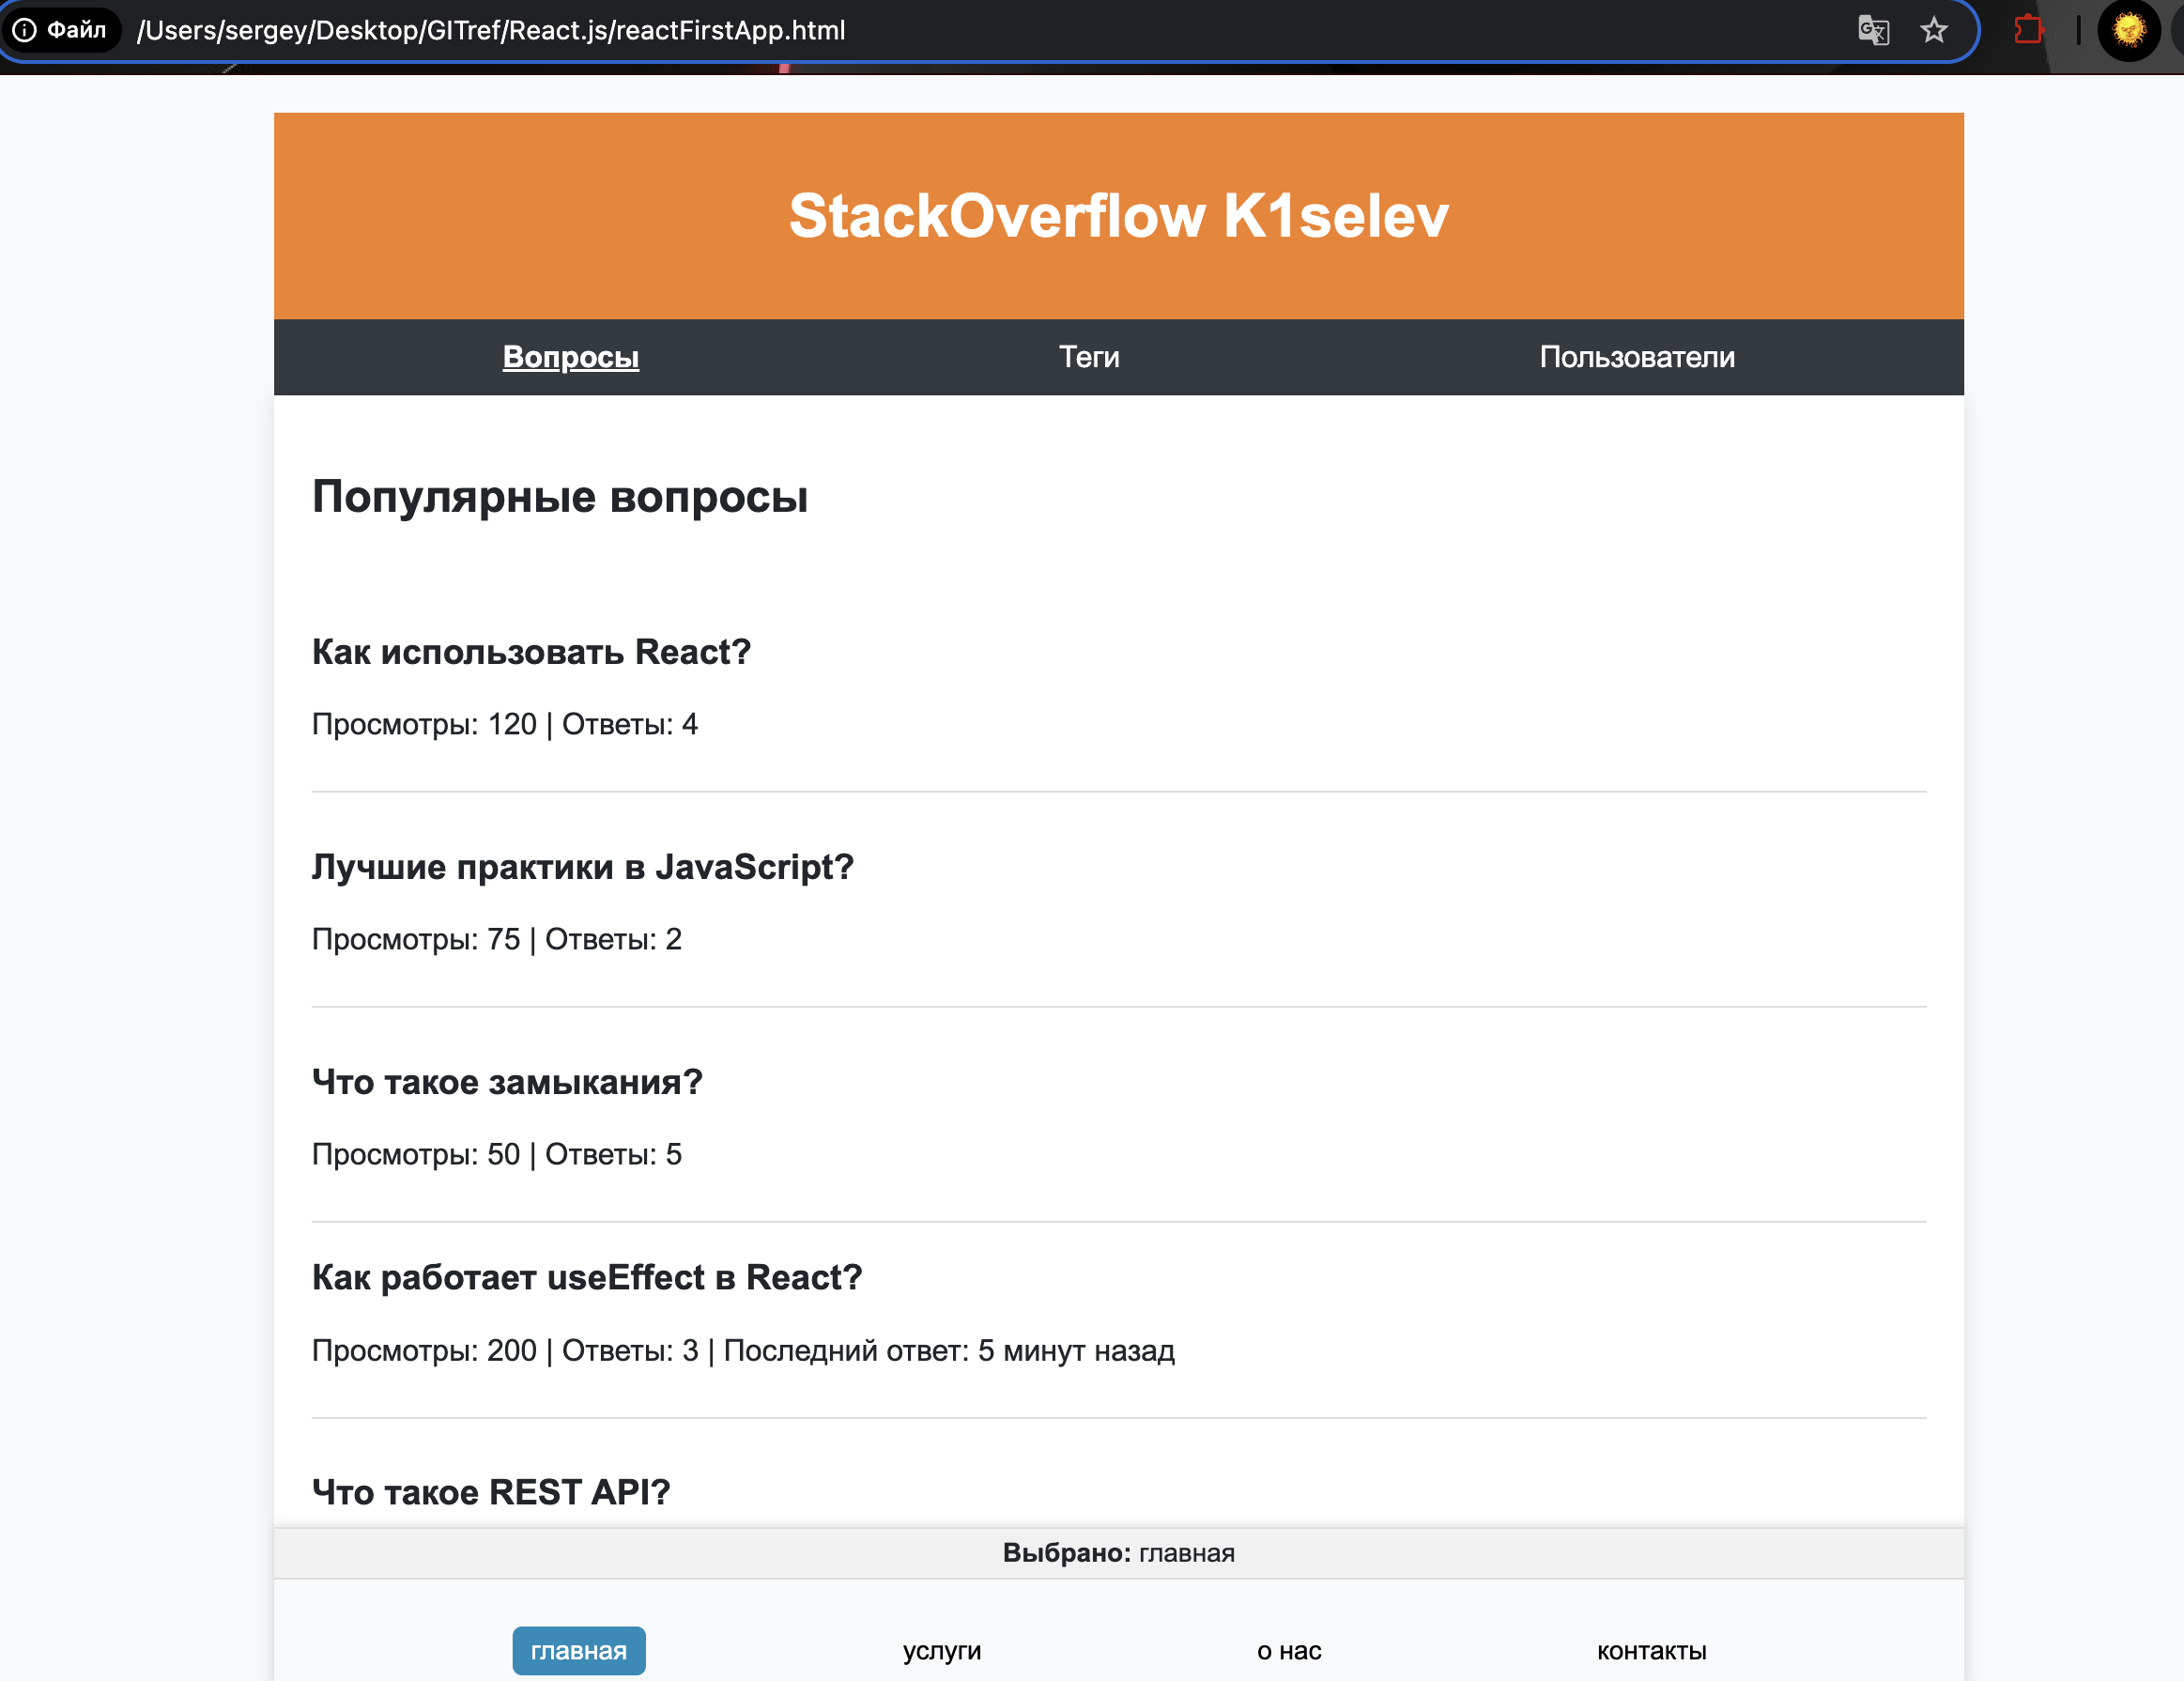 Файл /Users/sergey/Desktop/GITref/React.js/reactFirstApp.html
StackOverflow K1selev
Вопросы Теги Пользователи
Популярные вопросы
Как использовать React?
Просмотры: 120 | Ответы: 4
Лучшие практики в JavaScript?
Просмотры: 75 | Ответы: 2
Что такое замыкания?
Просмотры: 50 | Ответы: 5
Как работает useEffect в React?
Просмотры: 200 | Ответы: 3 | Последний ответ: 5 минут назад
Что такое REST API?
Выбрано: главная
главная услуги о нас контакты